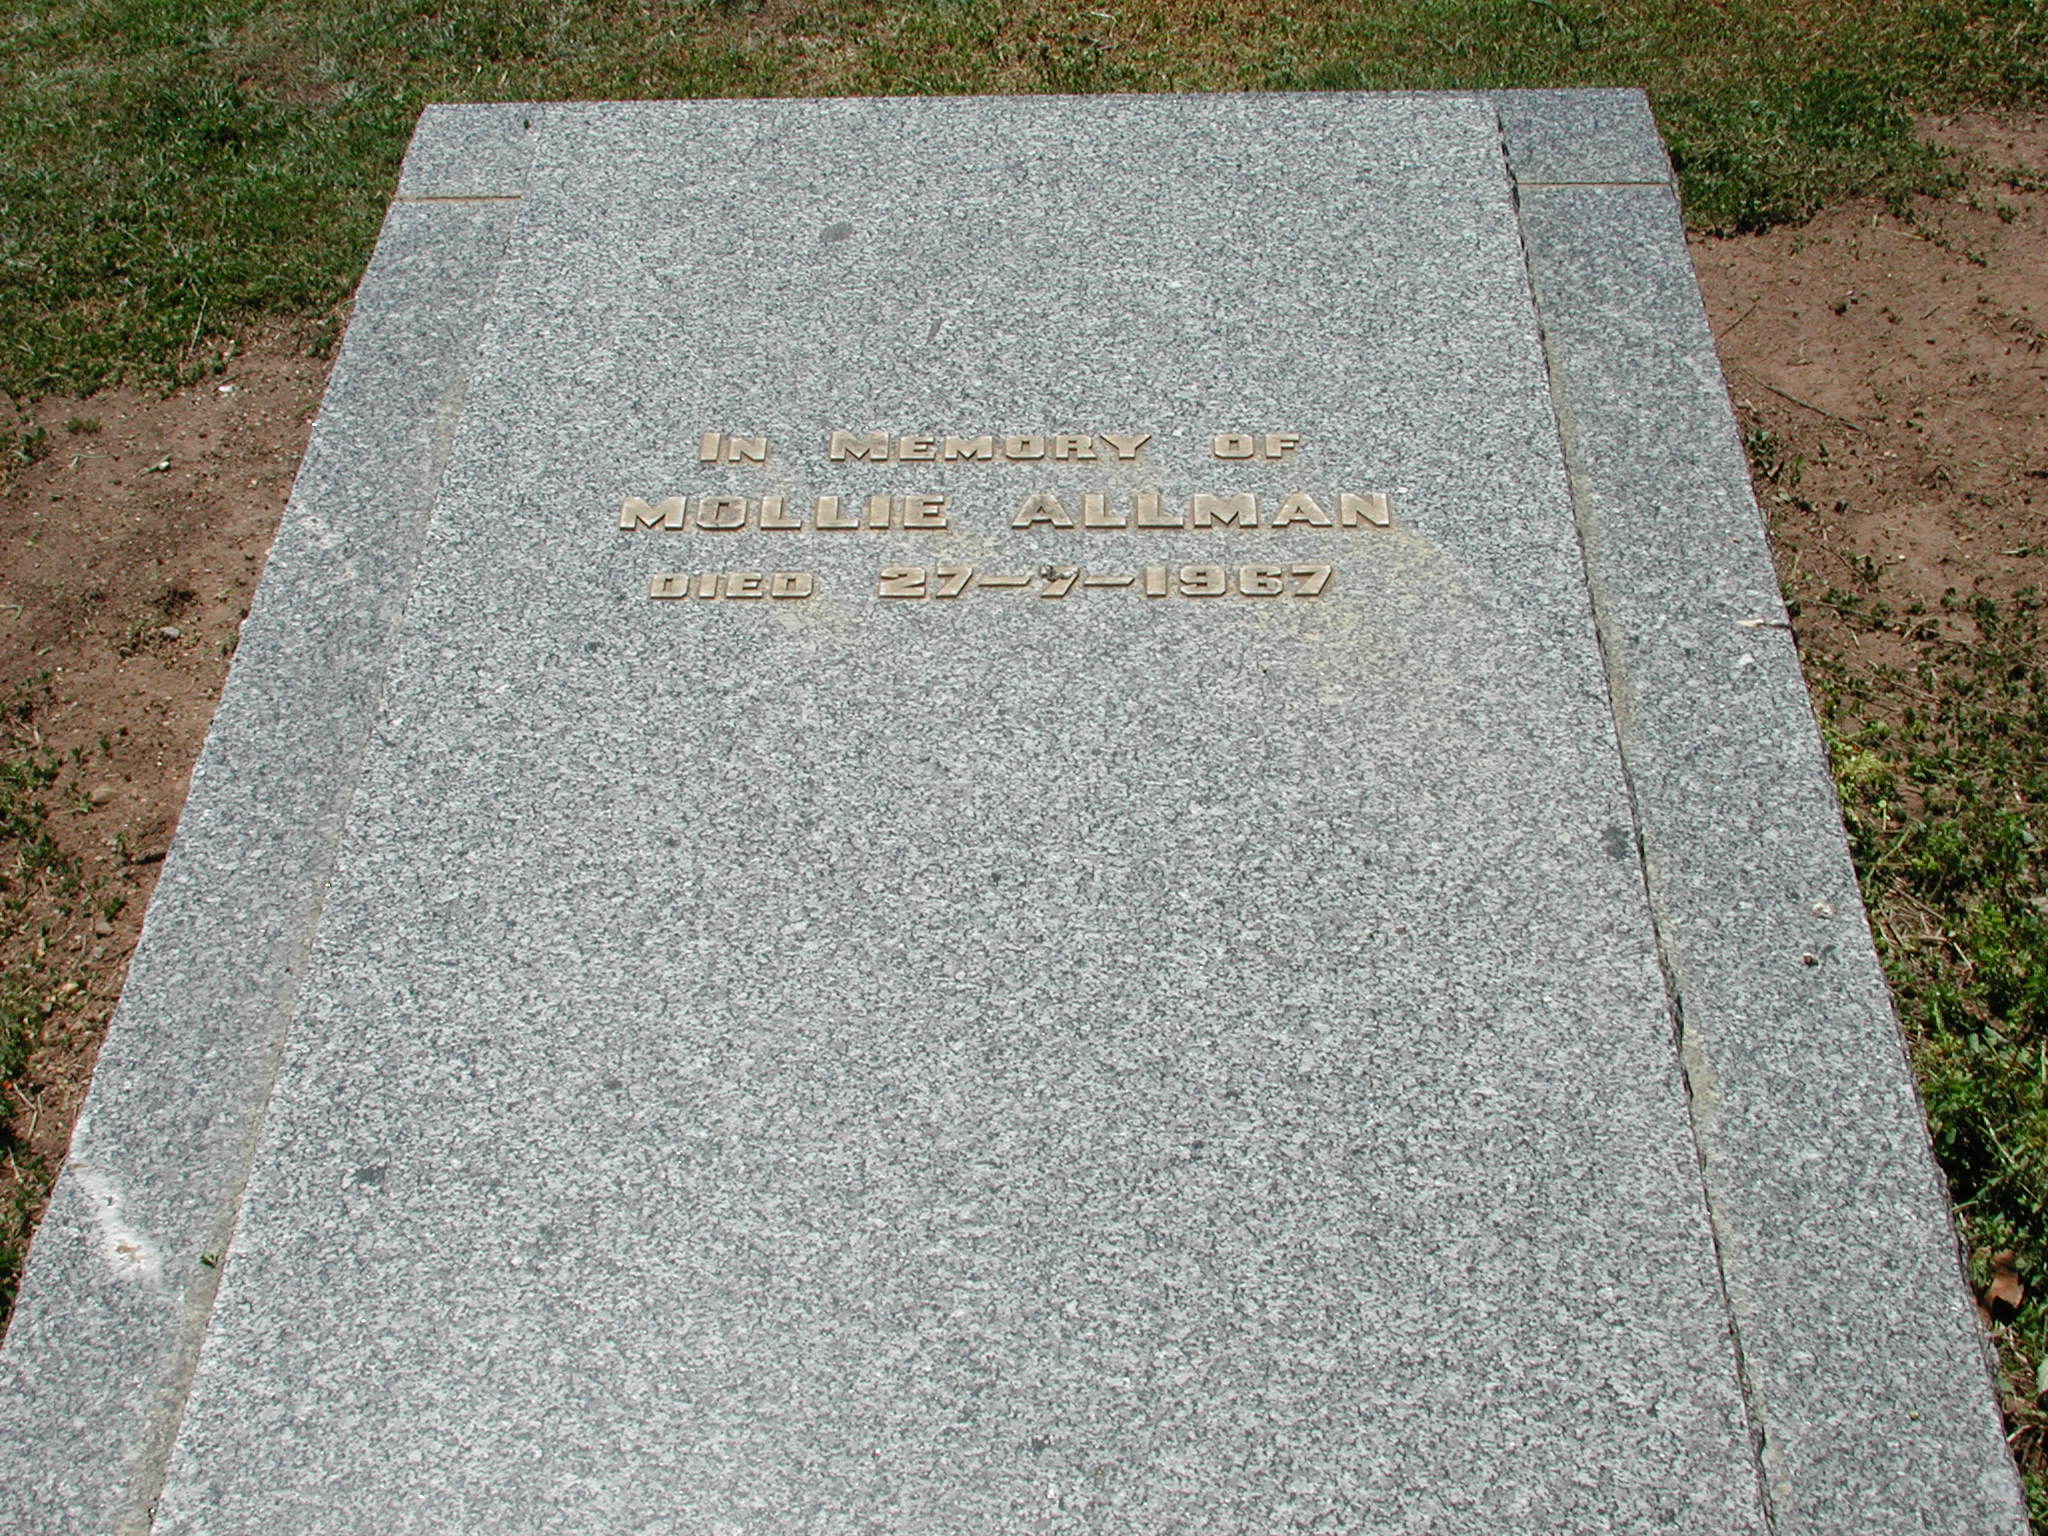 In Memory of
MOLLIE ALLMAN
DIED 27-7-1967